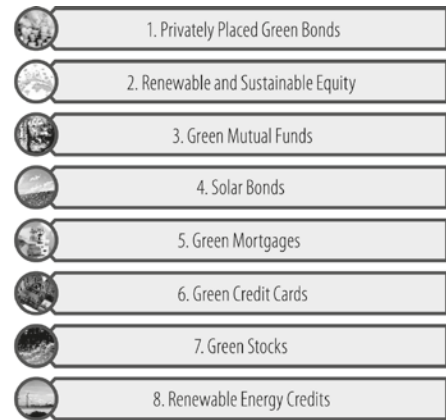 1. Privately Placed Green Bonds
2. Renewable and Sustainable Equity
3. Green Mutual Funds
4. Solar Bonds
5. Green Mortgages
6. Green Credit Cards
7. Green Stocks
8. Renewable Energy Credits